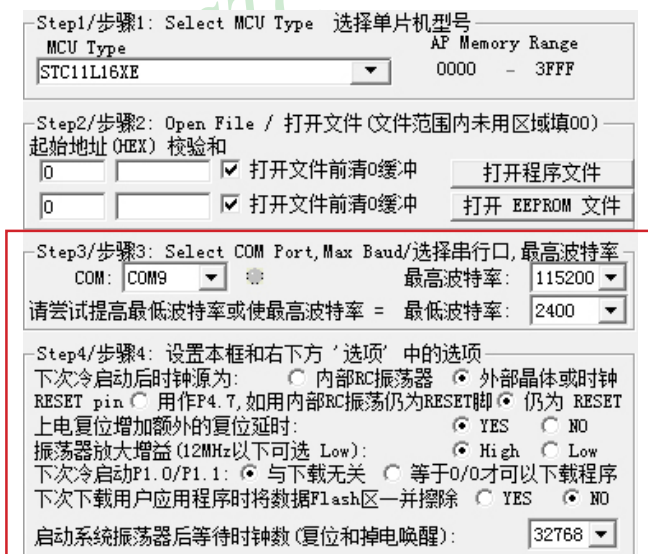 Step1/步骤1: Select MCU Type 选择单片机型号
MCU Type AP Memory Range
STC11L16XE 0000 - 3FFF
Step2/步骤2: Open File / 打开文件(文件范围内未用区域填00)
起始地址(HEX) 校验和
0 打开文件前清0缓冲 打开程序文件
0 打开文件前清0缓冲 打开 EEPROM 文件
Step3/步骤3: Select COM Port,Max Baud/选择串行口,最高波特率
COM: COM9 最高波特率: 115200
请尝试提高最低波特率或使最高波特率 = 最低波特率: 2400
Step4/步骤4: 设置本框和右下方 '选项' 中的选项
下次冷启动后时钟源为: 内部RC振荡器 外部晶体或时钟
RESET pin 用作P4.7,如用内部RC振荡仍为RESET脚 仍为 RESET
上电复位增加额外的复位延时: YES NO
振荡器放大增益(12MHz以下可选 Low): High Low
下次冷启动P1.0/P1.1: 与下载无关 等于0/0才可以下载程序
下次下载用户应用程序时将数据Flash区一并擦除 YES NO
启动系统振荡器后等待时钟数(复位和掉电唤醒): 32768